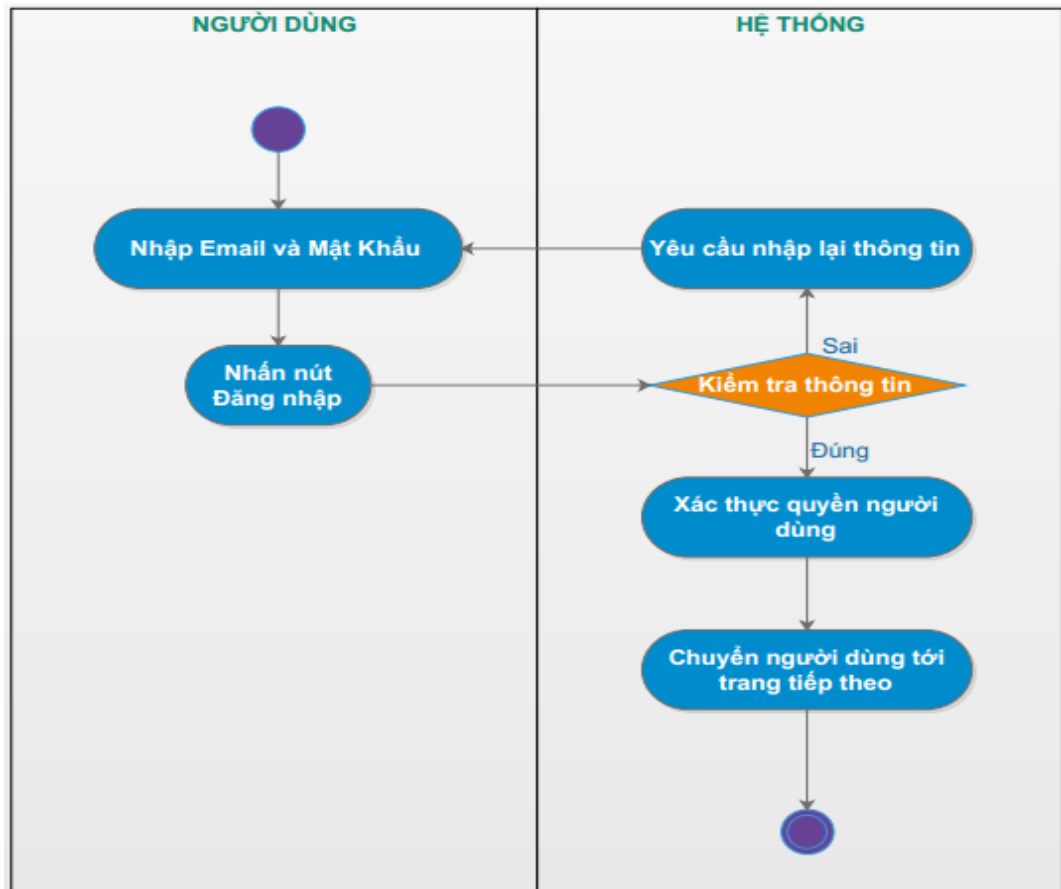 NGƯỜI DÙNG
HỆ THỐNG
Nhập Email và Mật Khẩu
Yêu cầu nhập lại thông tin
Nhấn nút
Đăng nhập
Sai
Kiểm tra thông tin
Đúng
Xác thực quyền người
dùng
Chuyển người dùng tới
trang tiếp theo